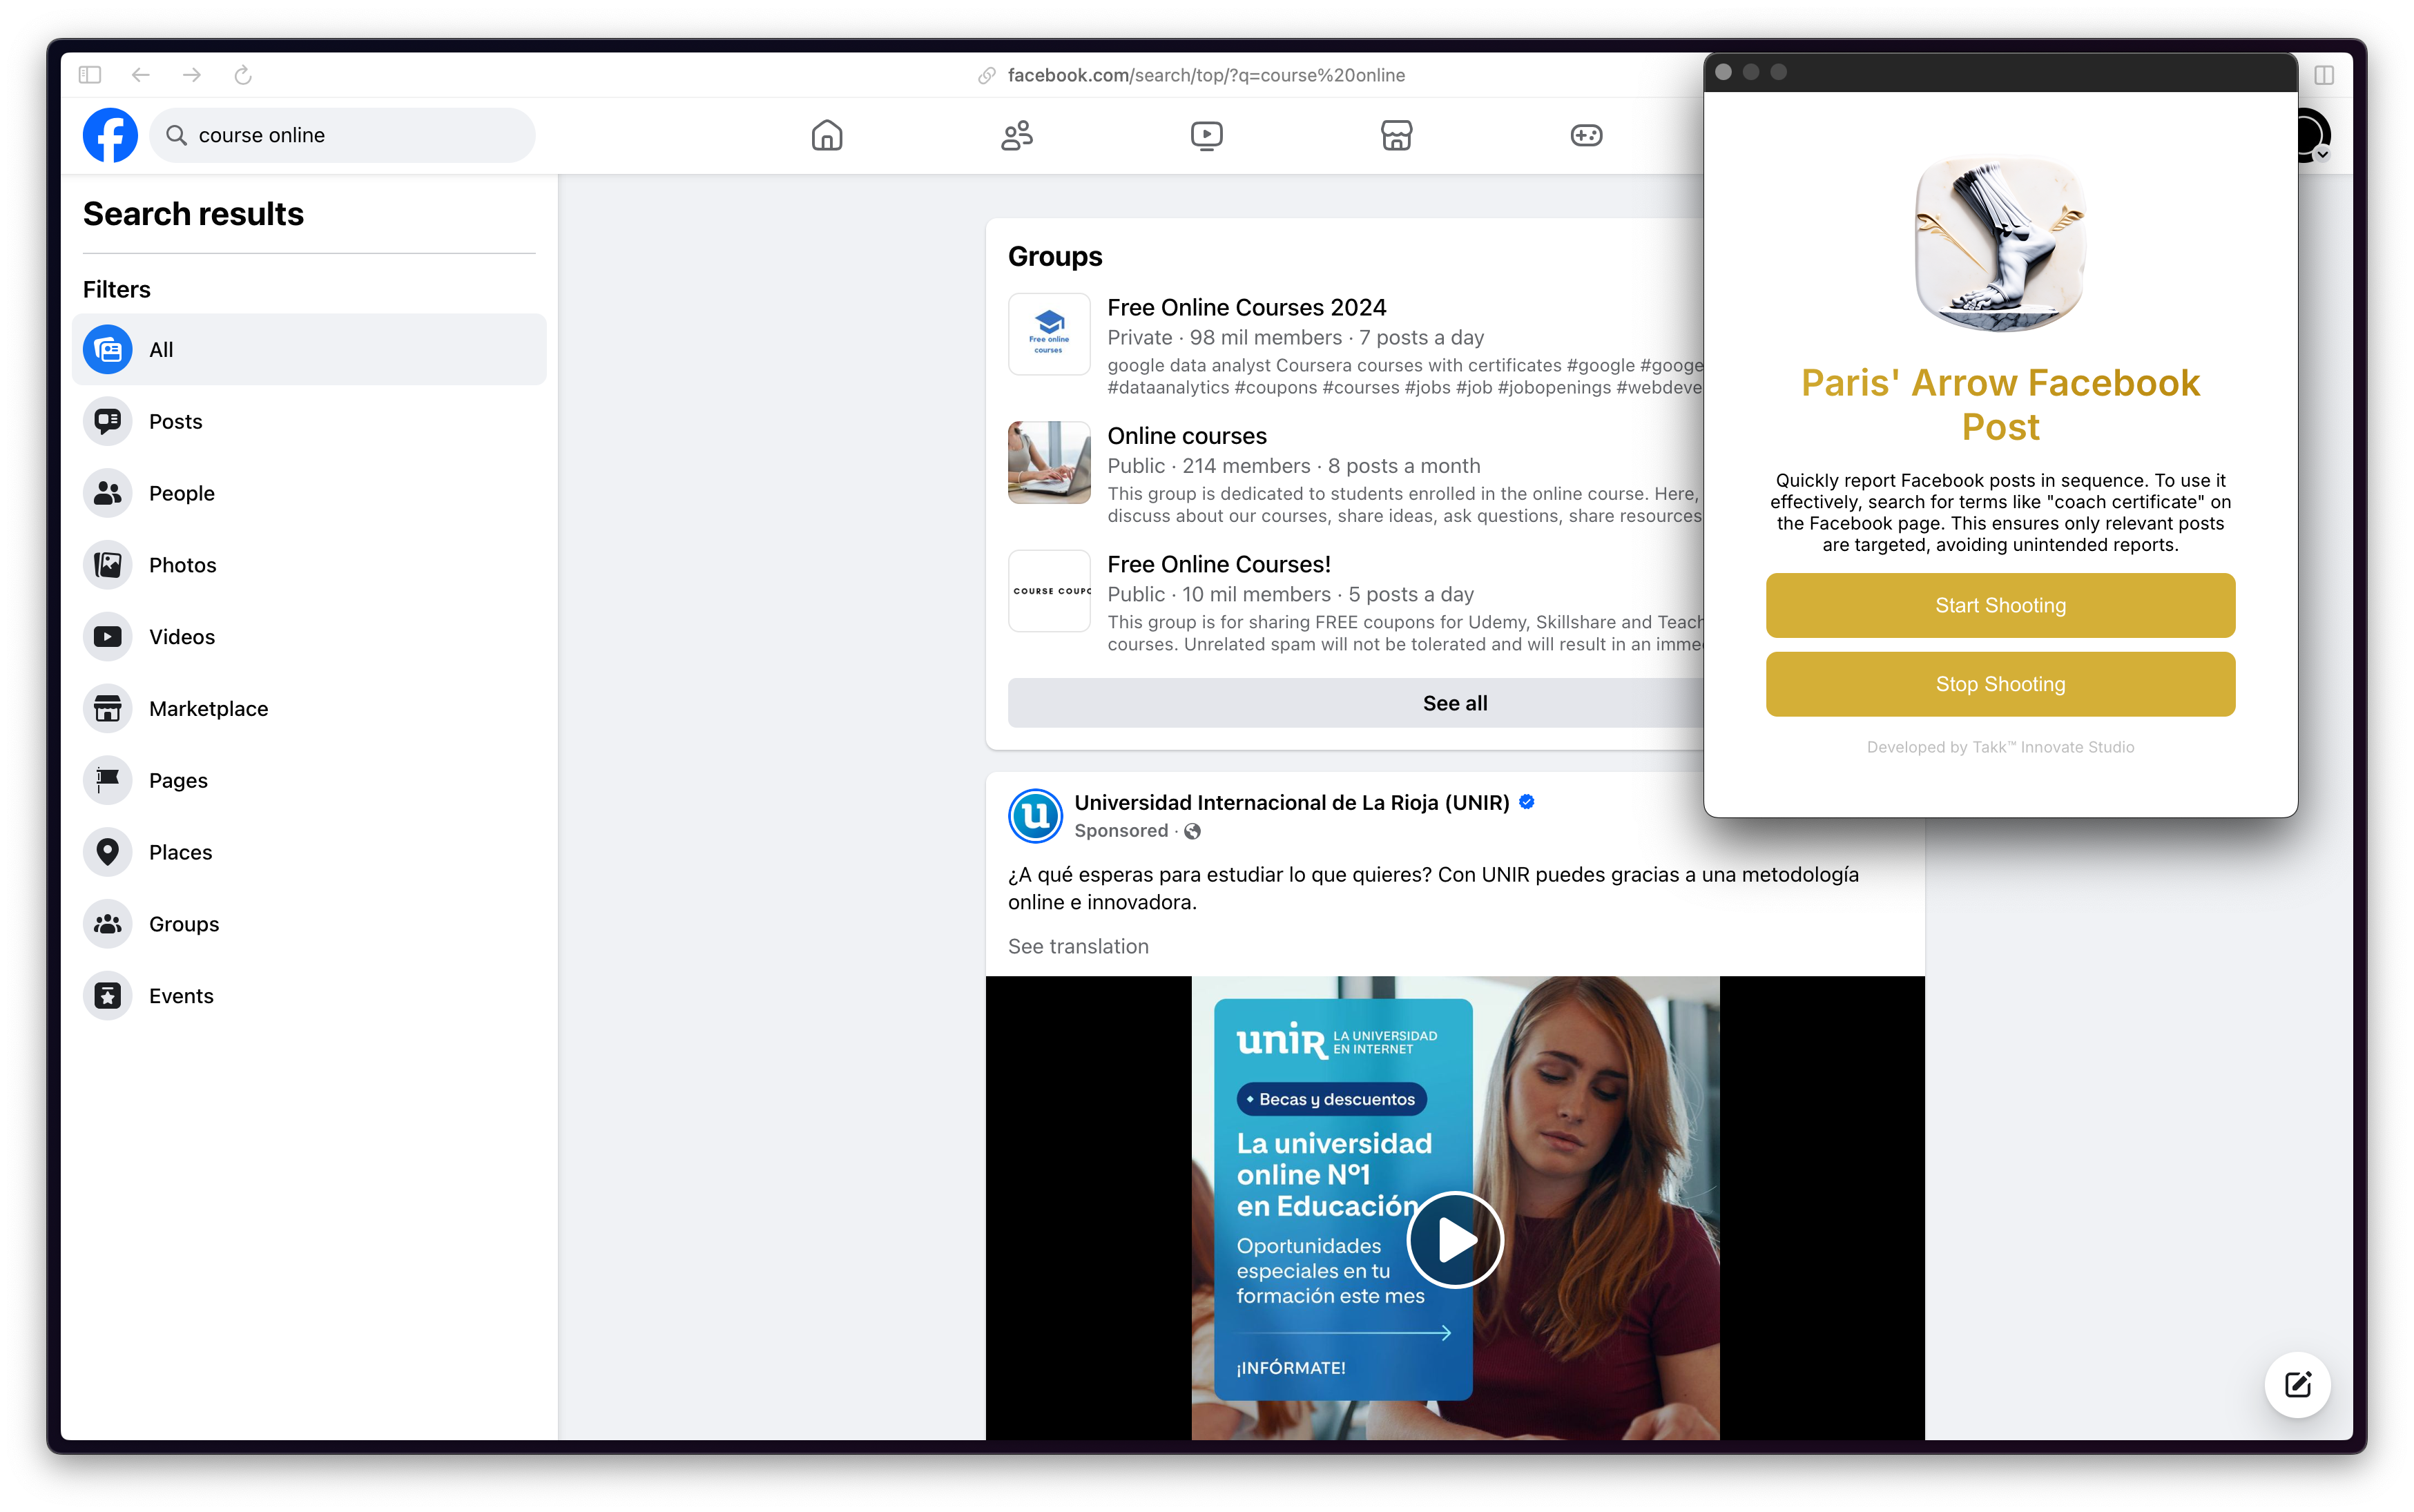 facebook.com/search/top/?q=course%20online
course online
Search results
Filters
All
Posts
People
Photos
Videos
Marketplace
Pages
Places
Groups
Events
Groups
Free online
courses
Free Online Courses 2024
Private · 98 mil members · 7 posts a day
google data analyst Coursera courses with certificates #google #googe
#dataanalytics #coupons #courses #jobs #job #jobopenings #webdeve
Online courses
Public · 214 members · 8 posts a month
This group is dedicated to students enrolled in the online course. Here,
discuss about our courses, share ideas, ask questions, share resources
COURSE COUPO
Free Online Courses!
Public · 10 mil members · 5 posts a day
This group is for sharing FREE coupons for Udemy, Skillshare and Teach
courses. Unrelated spam will not be tolerated and will result in an imme
See all
Universidad Internacional de La Rioja (UNIR)
Sponsored ·
¿A qué esperas para estudiar lo que quieres? Con UNIR puedes gracias a una metodología
online e innovadora.
See translation
unir LA UNIVERSIDAD
EN INTERNET
Becas y descuentos
La universidad
online Nº1
en Educación
Oportunidades
especiales en tu
formación este mes
¡INFÓRMATE!
Paris' Arrow Facebook
Post
Quickly report Facebook posts in sequence. To use it
effectively, search for terms like "coach certificate" on
the Facebook page. This ensures only relevant posts
are targeted, avoiding unintended reports.
Start Shooting
Stop Shooting
Developed by Takk™ Innovate Studio